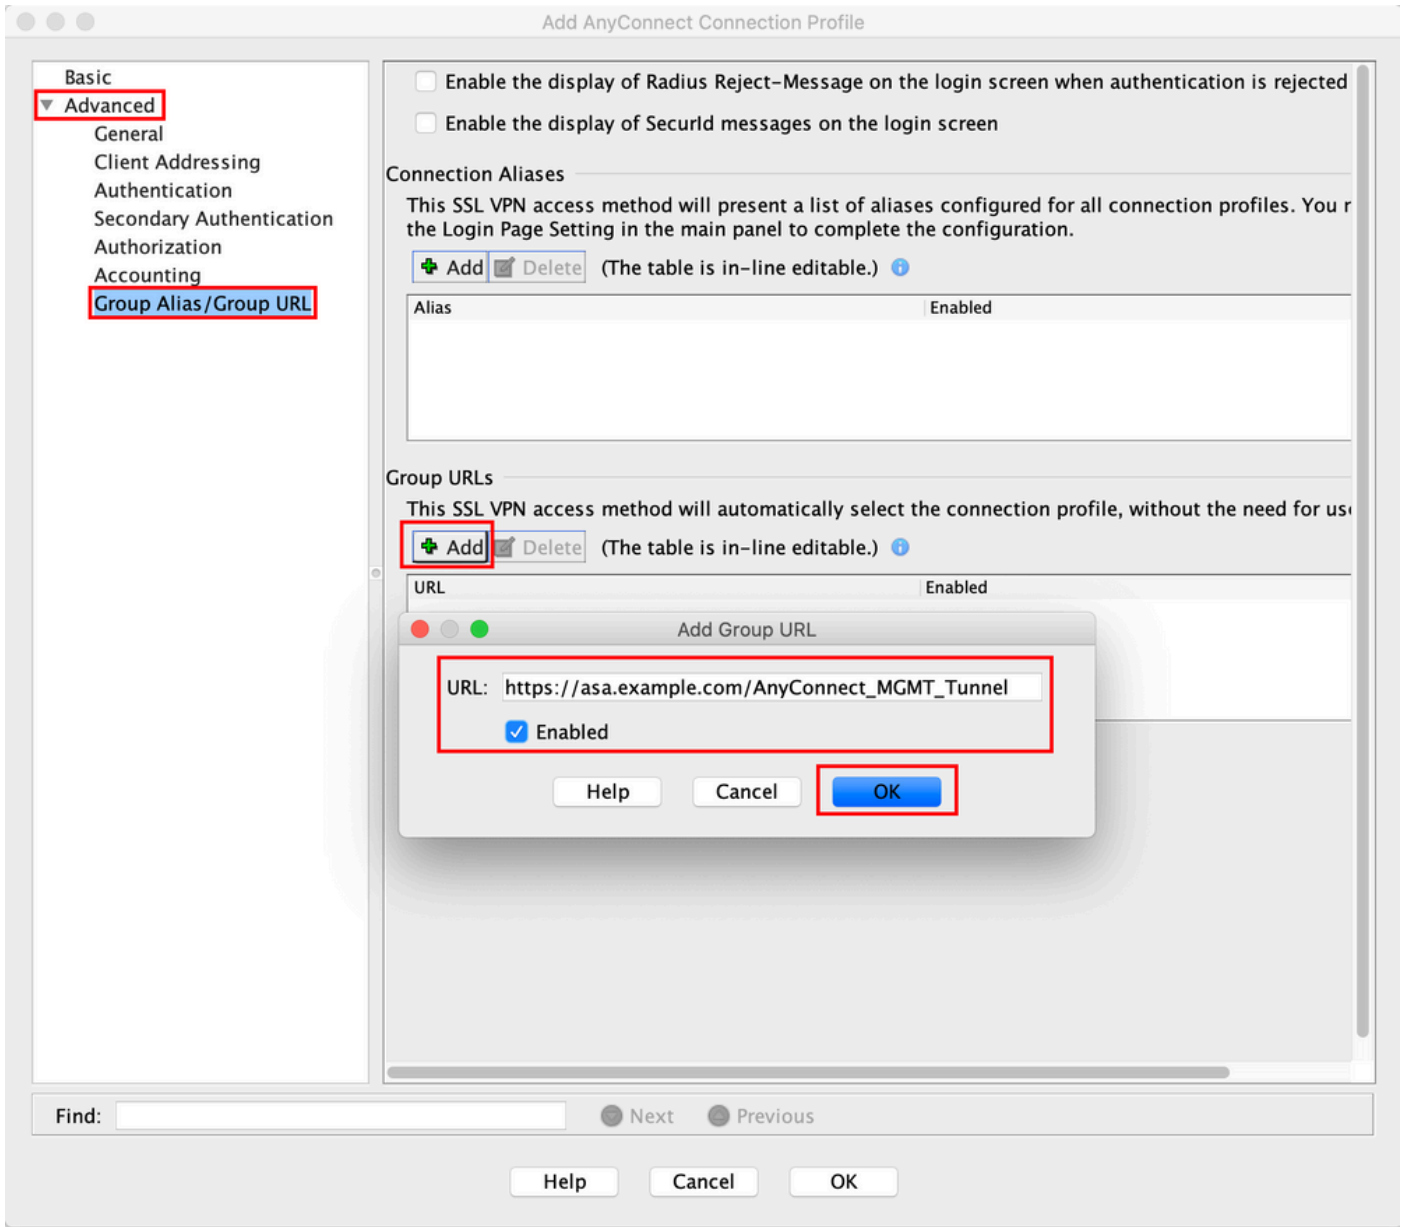 Add AnyConnect Connection Profile
Basic
Advanced
General
Client Addressing
Authentication
Secondary Authentication
Authorization
Accounting
Group Alias/Group URL
Enable the display of Radius Reject-Message on the login screen when authentication is rejected
Enable the display of SecurId messages on the login screen
Connection Aliases
This SSL VPN access method will present a list of aliases configured for all connection profiles. You
the Login Page Setting in the main panel to complete the configuration.
Add Delete (The table is in-line editable.)
Alias Enabled
Group URLs
This SSL VPN access method will automatically select the connection profile, without the need for
Add Delete (The table is in-line editable.)
URL Enabled
Add Group URL
URL: https://asa.example.com/AnyConnect_MGMT_Tunnel
Enabled
Help Cancel OK
Find: Next Previous
Help Cancel OK